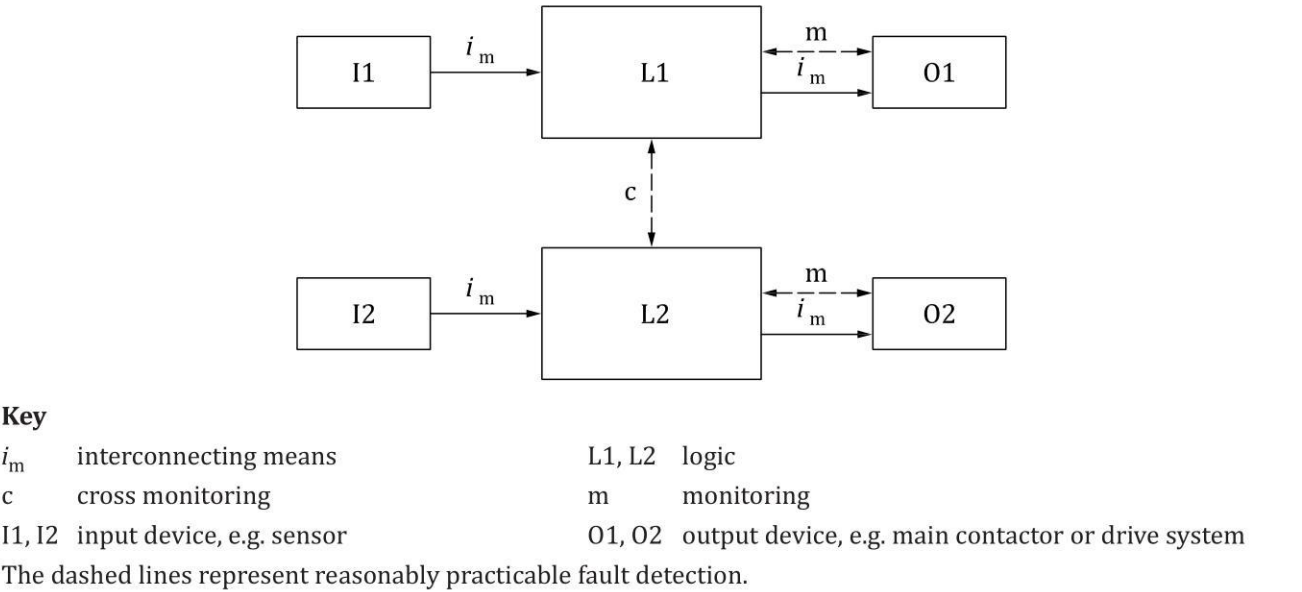 m
i m
I1
L1
i m
O1
c
m
i m
I2
L2
i m
O2
Key
im interconnecting means L1, L2 logic
c cross monitoring m monitoring
I1, I2 input device, e.g. sensor O1, O2 output device, e.g. main contactor or drive system
The dashed lines represent reasonably practicable fault detection.